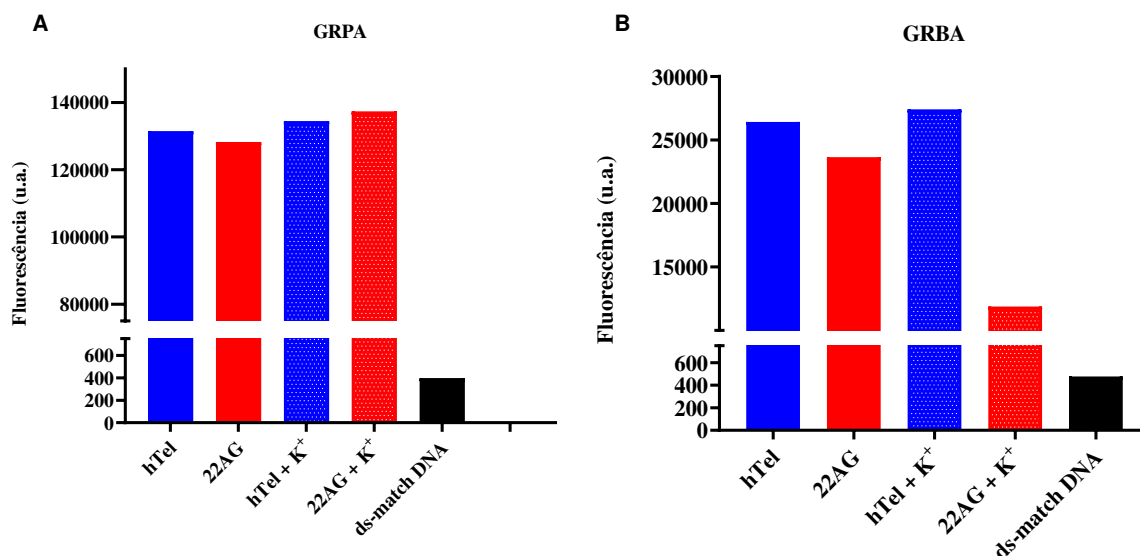 A
GRPA
Fluorescência (u.a.)
140000
120000
100000
80000
600
400
200
0
hTel
22AG
hTel + K⁺
22AG + K⁺
ds-match DNA
B
GRBA
Fluorescência (u.a.)
30000
25000
20000
15000
600
400
200
0
hTel
22AG
hTel + K⁺
22AG + K⁺
ds-match DNA